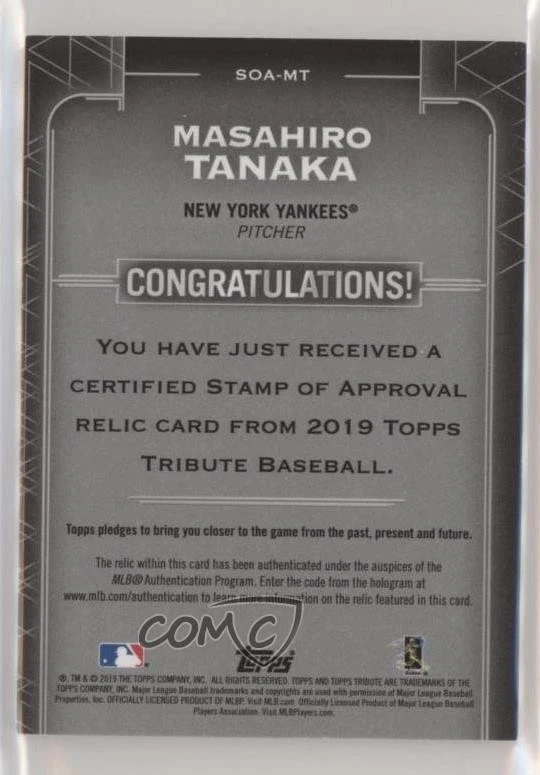 SOA-MT
MASAHIRO
TANAKA
NEW YORK YANKEES®
PITCHER
CONGRATULATIONS!
YOU HAVE JUST RECEIVED A
CERTIFIED STAMP OF APPROVAL
RELIC CARD FROM 2019 TOPPS
TRIBUTE BASEBALL.
Topps pledges to bring you closer to the game from the past, present and future.
The relic within this card has been authenticated under the auspices of the
MLB® Authentication Program. Enter the code from the hologram at
www.mlb.com/authentication to learn more information on the relic featured in this card.
COMC
TOPPS
®, TM & © 2019 THE TOPPS COMPANY, INC. ALL RIGHTS RESERVED. TOPPS AND TOPPS TRIBUTE ARE TRADEMARKS OF THE
TOPPS COMPANY, INC. Major League Baseball trademarks and copyrights are used with permission of Major League Baseball
Properties, Inc. OFFICIALLY LICENSED PRODUCT OF MLBP. Visit MLB.com Officially Licensed Product of Major League Baseball
Players Association. Visit MLBPlayers.com.